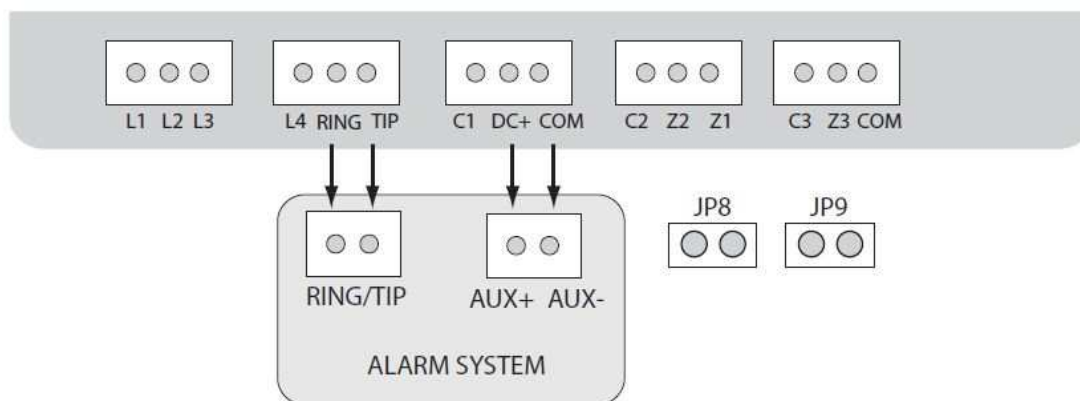 L1 L2 L3 L4 RING TIP C1 DC+ COM C2 Z2 Z1 C3 Z3 COM
JP8 JP9
RING/TIP AUX+ AUX-
ALARM SYSTEM